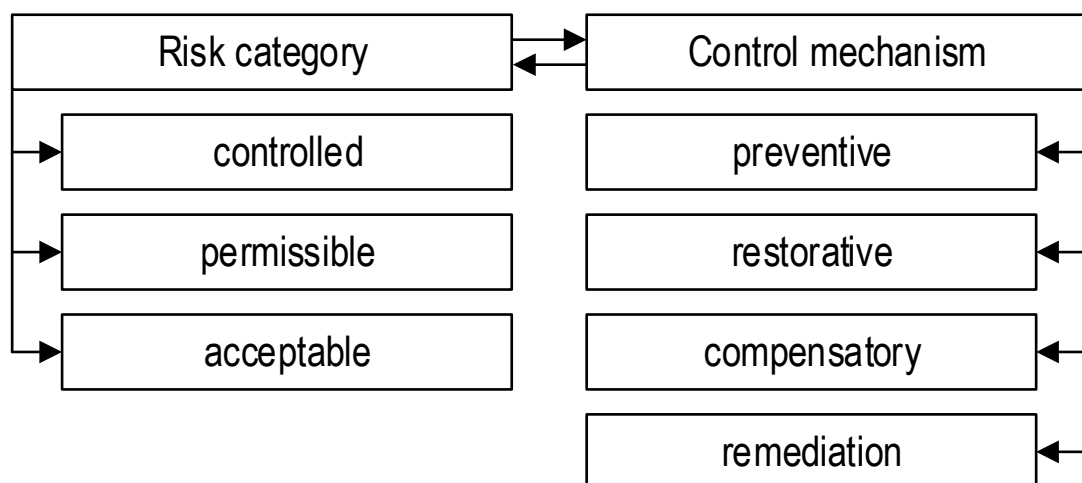 Risk category
Control mechanism
controlled
preventive
permissible
restorative
acceptable
compensatory
remediation